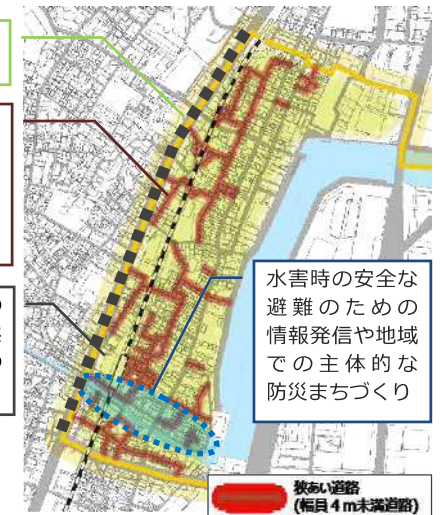 の
の
水害時の安全な
避難のための
情報発信や地域
での主体的な
防災まちづくり
狭あい道路
(幅員4m未満道路)